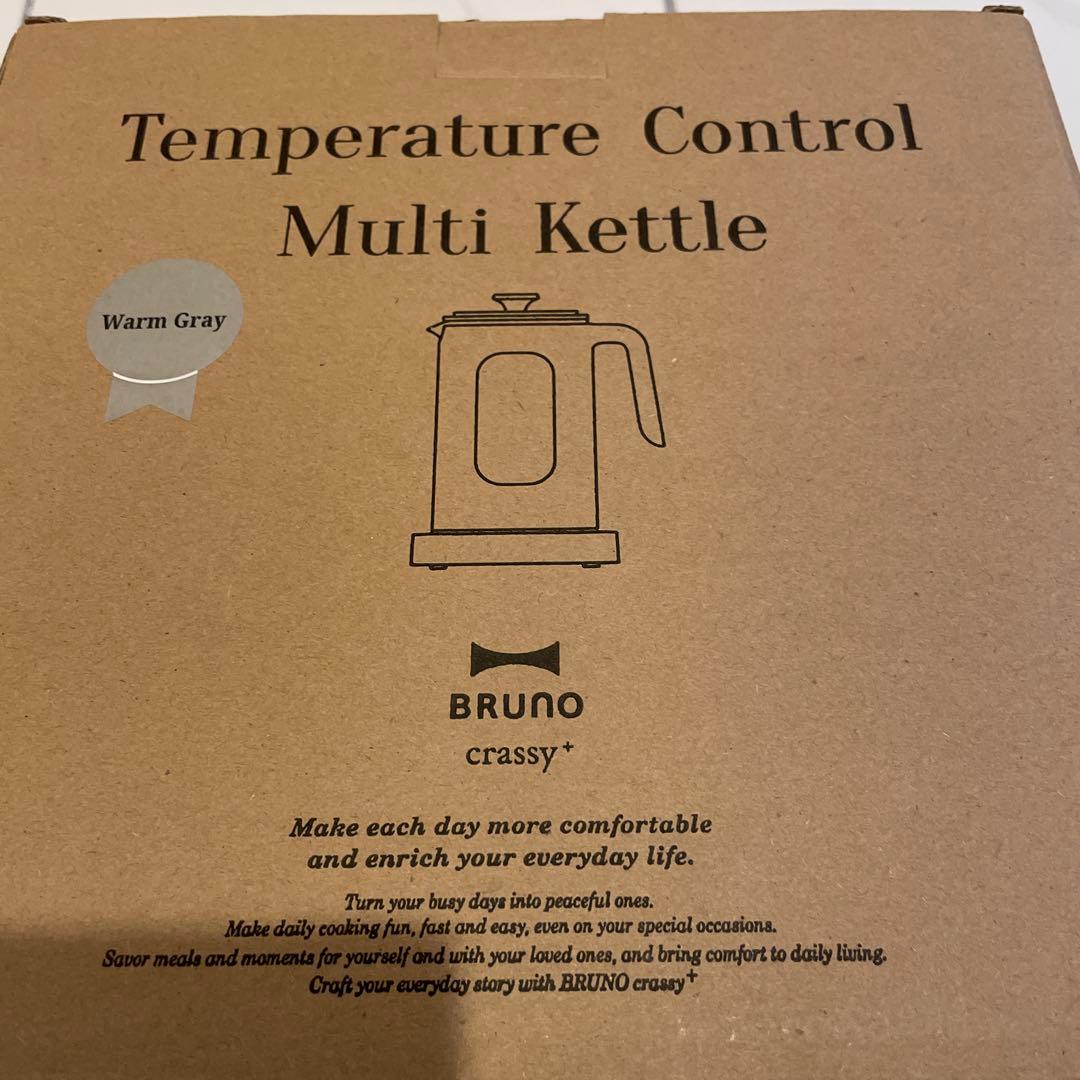 Temperature Control
Multi Kettle
Warm Gray
BRUNO
crassy+
Make each day more comfortable
and enrich your everyday life.
Turn your busy days into peaceful ones.
Make daily cooking fun, fast and easy, even on your special occasions.
Savor meals and moments for yourself and with your loved ones, and bring comfort to daily living.
Craft your everyday story with BRUNO crassy+